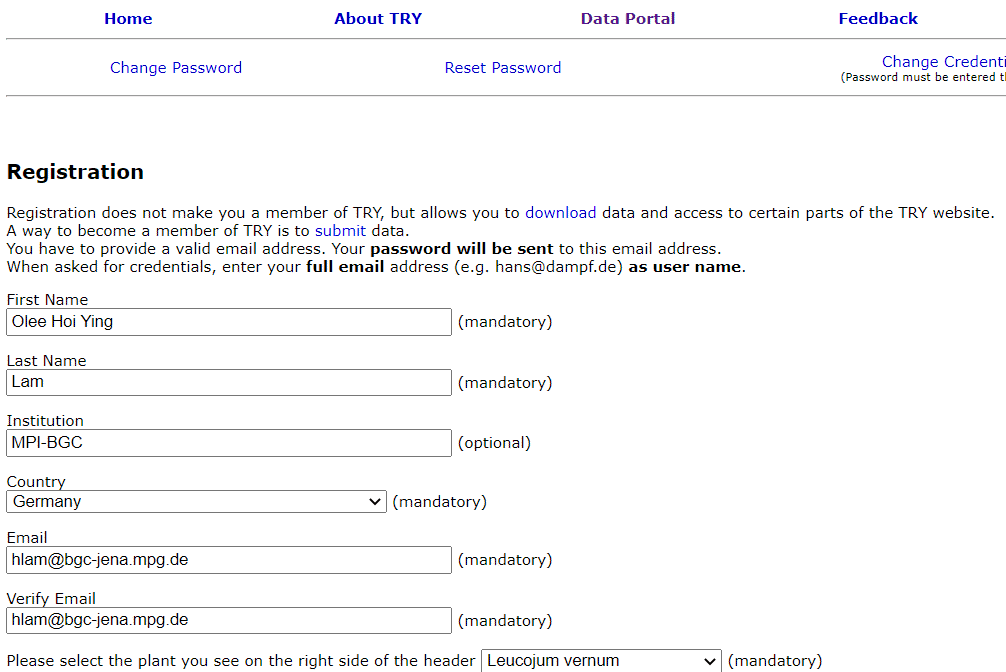 Home About TRY Data Portal Feedback
Change Password Reset Password Change Credenti
(Password must be entered t
Registration
Registration does not make you a member of TRY, but allows you to download data and access to certain parts of the TRY website.
A way to become a member of TRY is to submit data.
You have to provide a valid email address. Your password will be sent to this email address.
When asked for credentials, enter your full email address (e.g. hans@dampf.de) as user name.
First Name
Olee Hoi Ying (mandatory)
Last Name
Lam (mandatory)
Institution
MPI-BGC (optional)
Country
Germany (mandatory)
Email
hlam@bgc-jena.mpg.de (mandatory)
Verify Email
hlam@bgc-jena.mpg.de (mandatory)
Please select the plant you see on the right side of the header Leucojum vernum (mandatory)